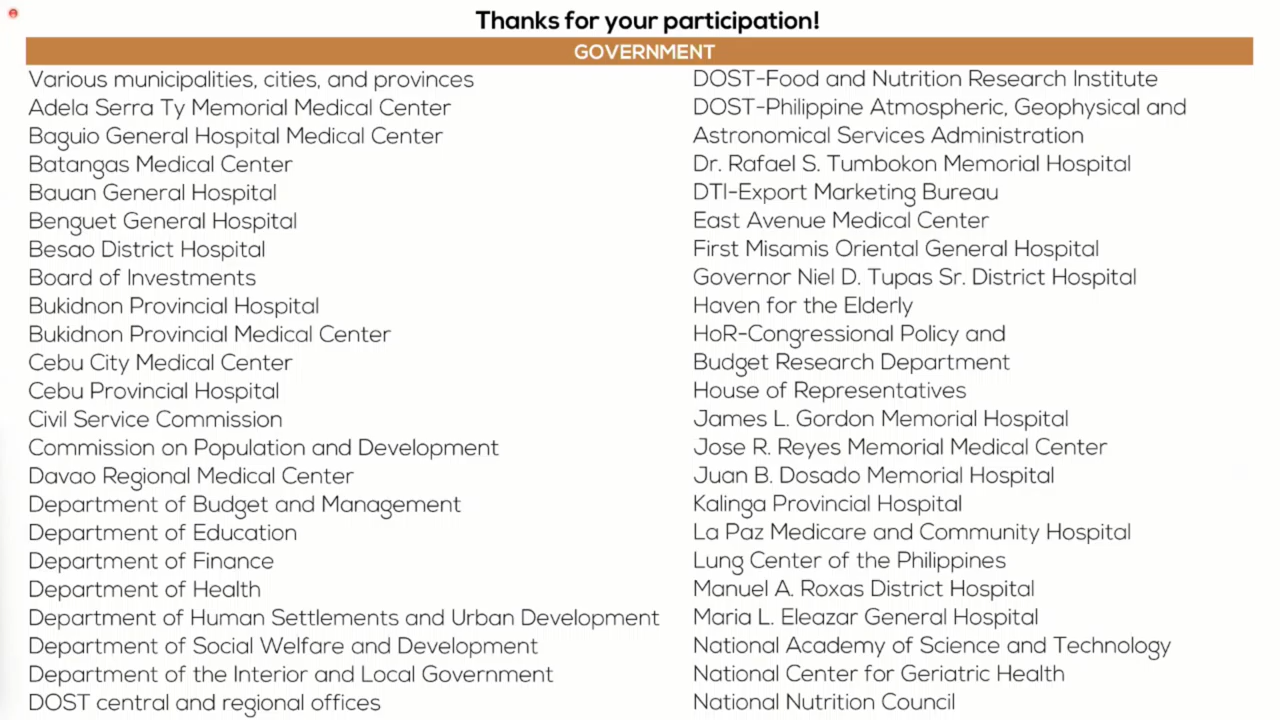 Thanks for your participation!
GOVERNMENT
Various municipalities, cities, and provinces
Adela Serra Ty Memorial Medical Center
Baguio General Hospital Medical Center
Batangas Medical Center
Bauan General Hospital
Benguet General Hospital
Besao District Hospital
Board of Investments
Bukidnon Provincial Hospital
Bukidnon Provincial Medical Center
Cebu City Medical Center
Cebu Provincial Hospital
Civil Service Commission
Commission on Population and Development
Davao Regional Medical Center
Department of Budget and Management
Department of Education
Department of Finance
Department of Health
Department of Human Settlements and Urban Development
Department of Social Welfare and Development
Department of the Interior and Local Government
DOST central and regional offices
DOST-Food and Nutrition Research Institute
DOST-Philippine Atmospheric, Geophysical and
Astronomical Services Administration
Dr. Rafael S. Tumbokon Memorial Hospital
DTI-Export Marketing Bureau
East Avenue Medical Center
First Misamis Oriental General Hospital
Governor Niel D. Tupas Sr. District Hospital
Haven for the Elderly
HoR-Congressional Policy and
Budget Research Department
House of Representatives
James L. Gordon Memorial Hospital
Jose R. Reyes Memorial Medical Center
Juan B. Dosado Memorial Hospital
Kalinga Provincial Hospital
La Paz Medicare and Community Hospital
Lung Center of the Philippines
Manuel A. Roxas District Hospital
Maria L. Eleazar General Hospital
National Academy of Science and Technology
National Center for Geriatric Health
National Nutrition Council